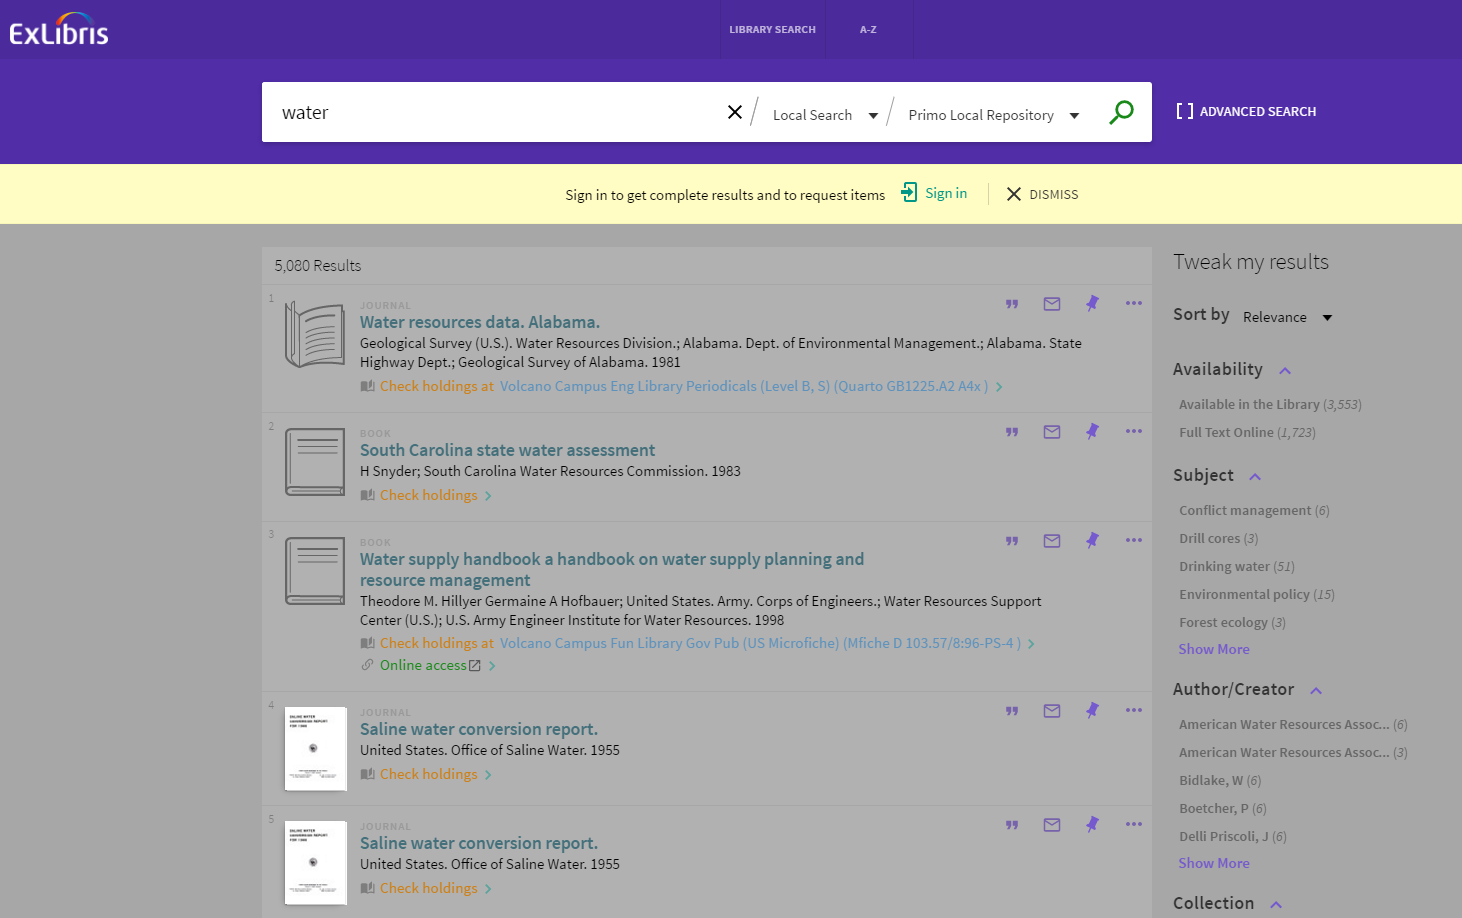 ExLibris
LIBRARY SEARCH
A-Z
water
Local Search
Primo Local Repository
ADVANCED SEARCH
Sign in to get complete results and to request items
Sign in
DISMISS
5,080 Results
1
JOURNAL
Water resources data. Alabama.
Geological Survey (U.S.). Water Resources Division.; Alabama. Dept. of Environmental Management.; Alabama. State
Highway Dept.; Geological Survey of Alabama. 1981
Check holdings at Volcano Campus Eng Library Periodicals (Level B, S) (Quarto GB1225.A2 A4x )
2
BOOK
South Carolina state water assessment
H Snyder; South Carolina Water Resources Commission. 1983
Check holdings
3
BOOK
Water supply handbook a handbook on water supply planning and
resource management
Theodore M. Hillyer Germaine A Hofbauer; United States. Army. Corps of Engineers.; Water Resources Support
Center (U.S.); U.S. Army Engineer Institute for Water Resources. 1998
Check holdings at Volcano Campus Fun Library Gov Pub (US Microfiche) (Mfiche D 103.57/8:96-PS-4 )
Online access
4
SALINE WATER
CONVERSION REPORT
JOURNAL
Saline water conversion report.
United States. Office of Saline Water. 1955
Check holdings
5
SALINE WATER
CONVERSION REPORT
JOURNAL
Saline water conversion report.
United States. Office of Saline Water. 1955
Check holdings
Tweak my results
Sort by Relevance
Availability
Available in the Library (3,553)
Full Text Online (1,723)
Subject
Conflict management (6)
Drill cores (3)
Drinking water (51)
Environmental policy (15)
Forest ecology (3)
Show More
Author/Creator
American Water Resources Assoc... (6)
American Water Resources Assoc... (3)
Bidlake, W (6)
Boetcher, P (6)
Delli Priscoli, J (6)
Show More
Collection